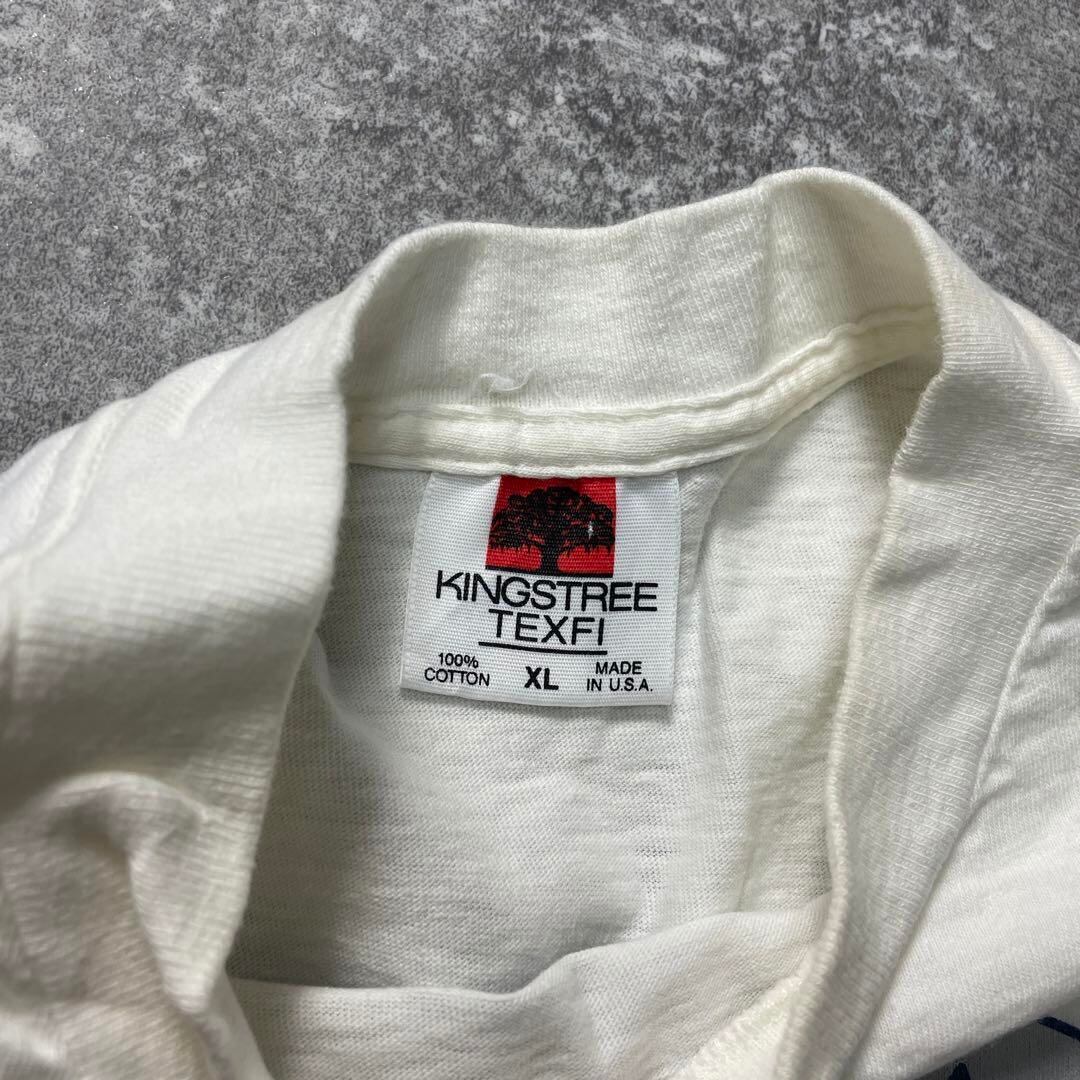 KINGSTREE
TEXFI
100%
COTTON
XL
MADE
IN U.S.A.